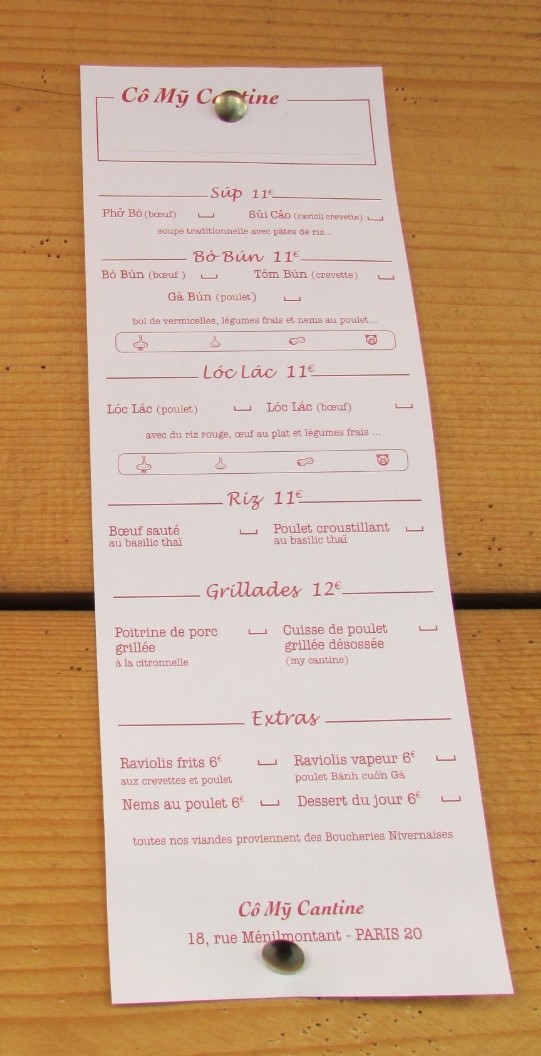 Cô Mỹ Cantine
Súp 11€
Phở Bò (bœuf) Sủi Cảo (ravioli crevette)
soupe traditionnelle avec pâtes de riz...
Bò Bún 11€
Bò Bún (bœuf ) Tôm Bún (crevette)
Gà Bún (poulet)
bol de vermicelles, légumes frais et nems au poulet...
Lóc Lác 11€
Lóc Lác (poulet) Lóc Lác (bœuf)
avec du riz rouge, œuf au plat et légumes frais ...
Riz 11€
Bœuf sauté Poulet croustillant
au basilic thaï au basilic thaï
Grillades 12€
Poitrine de porc Cuisse de poulet
grillée grillée désossée
à la citronnelle (my cantine)
Extras
Raviolis frits 6€ Raviolis vapeur 6€
aux crevettes et poulet poulet Bánh cuốn Gà
Nems au poulet 6€ Dessert du jour 6€
toutes nos viandes proviennent des Boucheries Nivernaises
Cô Mỹ Cantine
18, rue Ménilmontant - PARIS 20